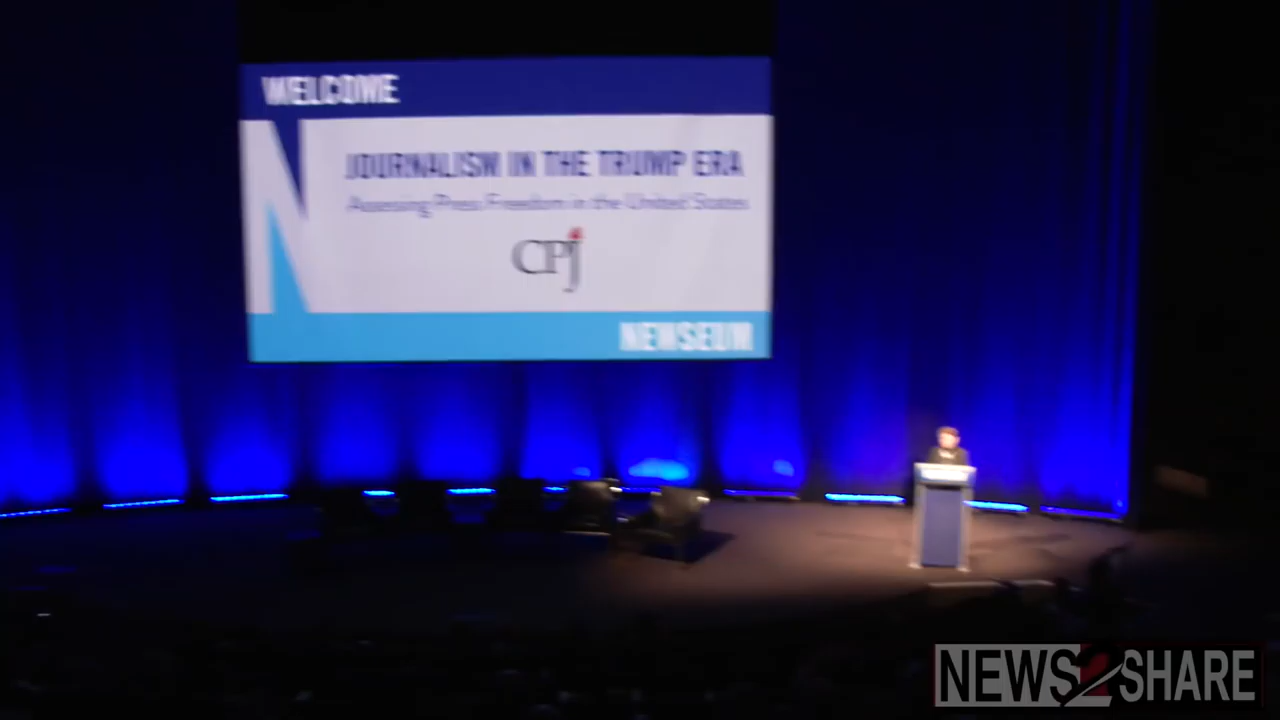 WELCOME
JOURNALISM IN THE TRUMP ERA
Assessing Press Freedom in the United States
CPJ
NEWSEUM
NEWS2SHARE